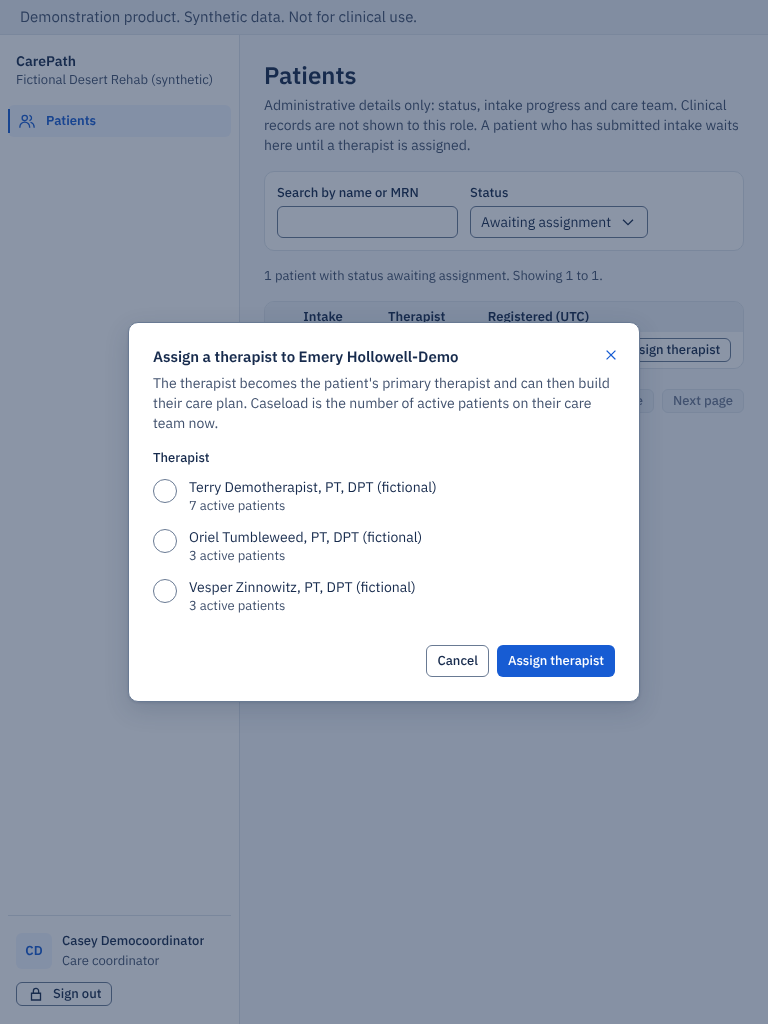 Demonstration product. Synthetic data. Not for clinical use.
CarePath
Fictional Desert Rehab (synthetic)
Patients
Patients
Administrative details only: status, intake progress and care team. Clinical
records are not shown to this role. A patient who has submitted intake waits
here until a therapist is assigned.
Search by name or MRN
Status
Awaiting assignment
1 patient with status awaiting assignment. Showing 1 to 1.
Intake
Therapist
Registered (UTC)
therapist
Next page
Assign a therapist to Emery Hollowell-Demo
The therapist becomes the patient's primary therapist and can then build
their care plan. Caseload is the number of active patients on their care
team now.
Therapist
Terry Demotherapist, PT, DPT (fictional)
7 active patients
Oriel Tumbleweed, PT, DPT (fictional)
3 active patients
Vesper Zinnowitz, PT, DPT (fictional)
3 active patients
Cancel
Assign therapist
CD
Casey Democoordinator
Care coordinator
Sign out